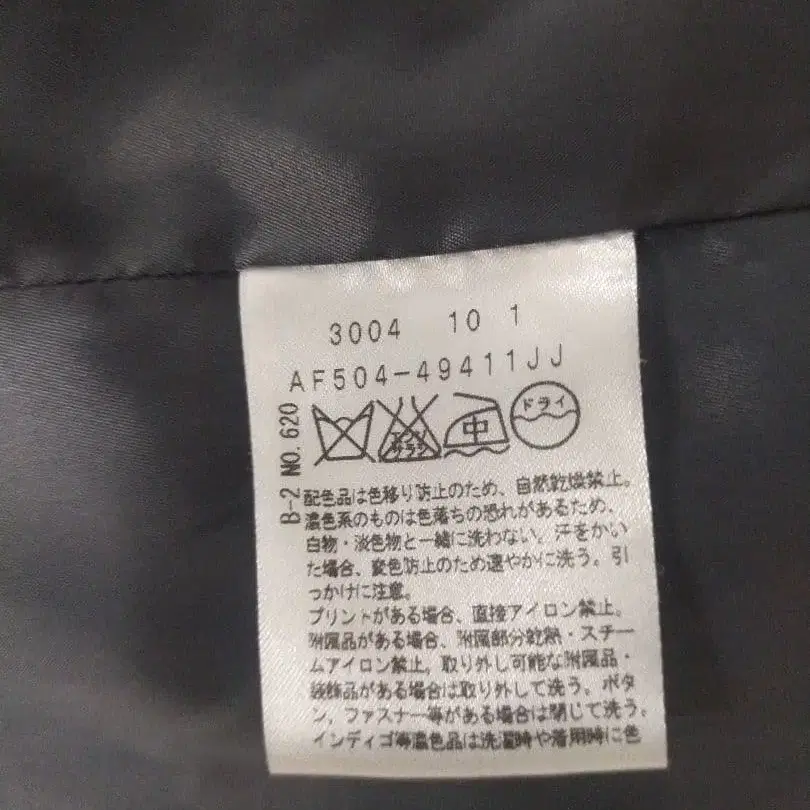 3004 10 1
AF504-49411JJ
B-2 NO.620
エンソ
サラシ
中
ドライ
配色品は色移り防止のため、自然乾燥禁止。
濃色系のものは色落ちの恐れがあるため、
白物・淡色物と一緒に洗わない。汗をかい
た場合、変色防止のため速やかに洗う。引
っかけに注意。
プリントがある場合、直接アイロン禁止。
附属品がある場合、附属部分乾熱・スチー
ムアイロン禁止。取り外し可能な附属品・
装飾品がある場合は取り外して洗う。ボタ
ン、ファスナー等がある場合は閉じて洗う。
インディゴ等濃色品は洗濯時や着用時に色